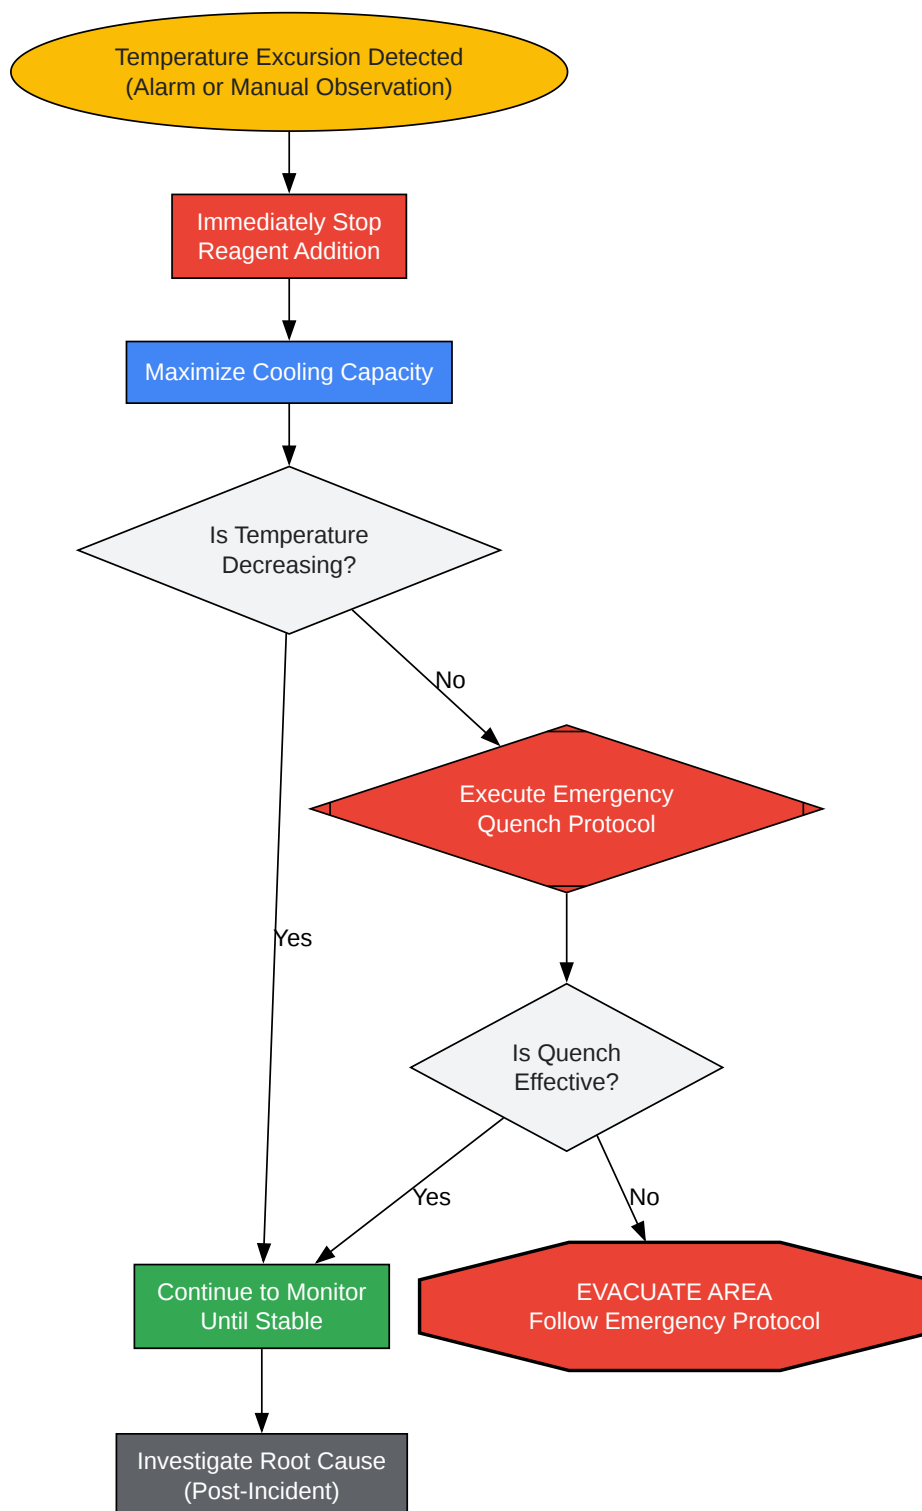 Temperature Excursion Detected
(Alarm or Manual Observation)
Immediately Stop
Reagent Addition
Maximize Cooling Capacity
Is Temperature
Decreasing?
No
Execute Emergency
Quench Protocol
Yes
Is Quench
Effective?
Yes
No
Continue to Monitor
Until Stable
EVACUATE AREA
Follow Emergency Protocol
Investigate Root Cause
(Post-Incident)